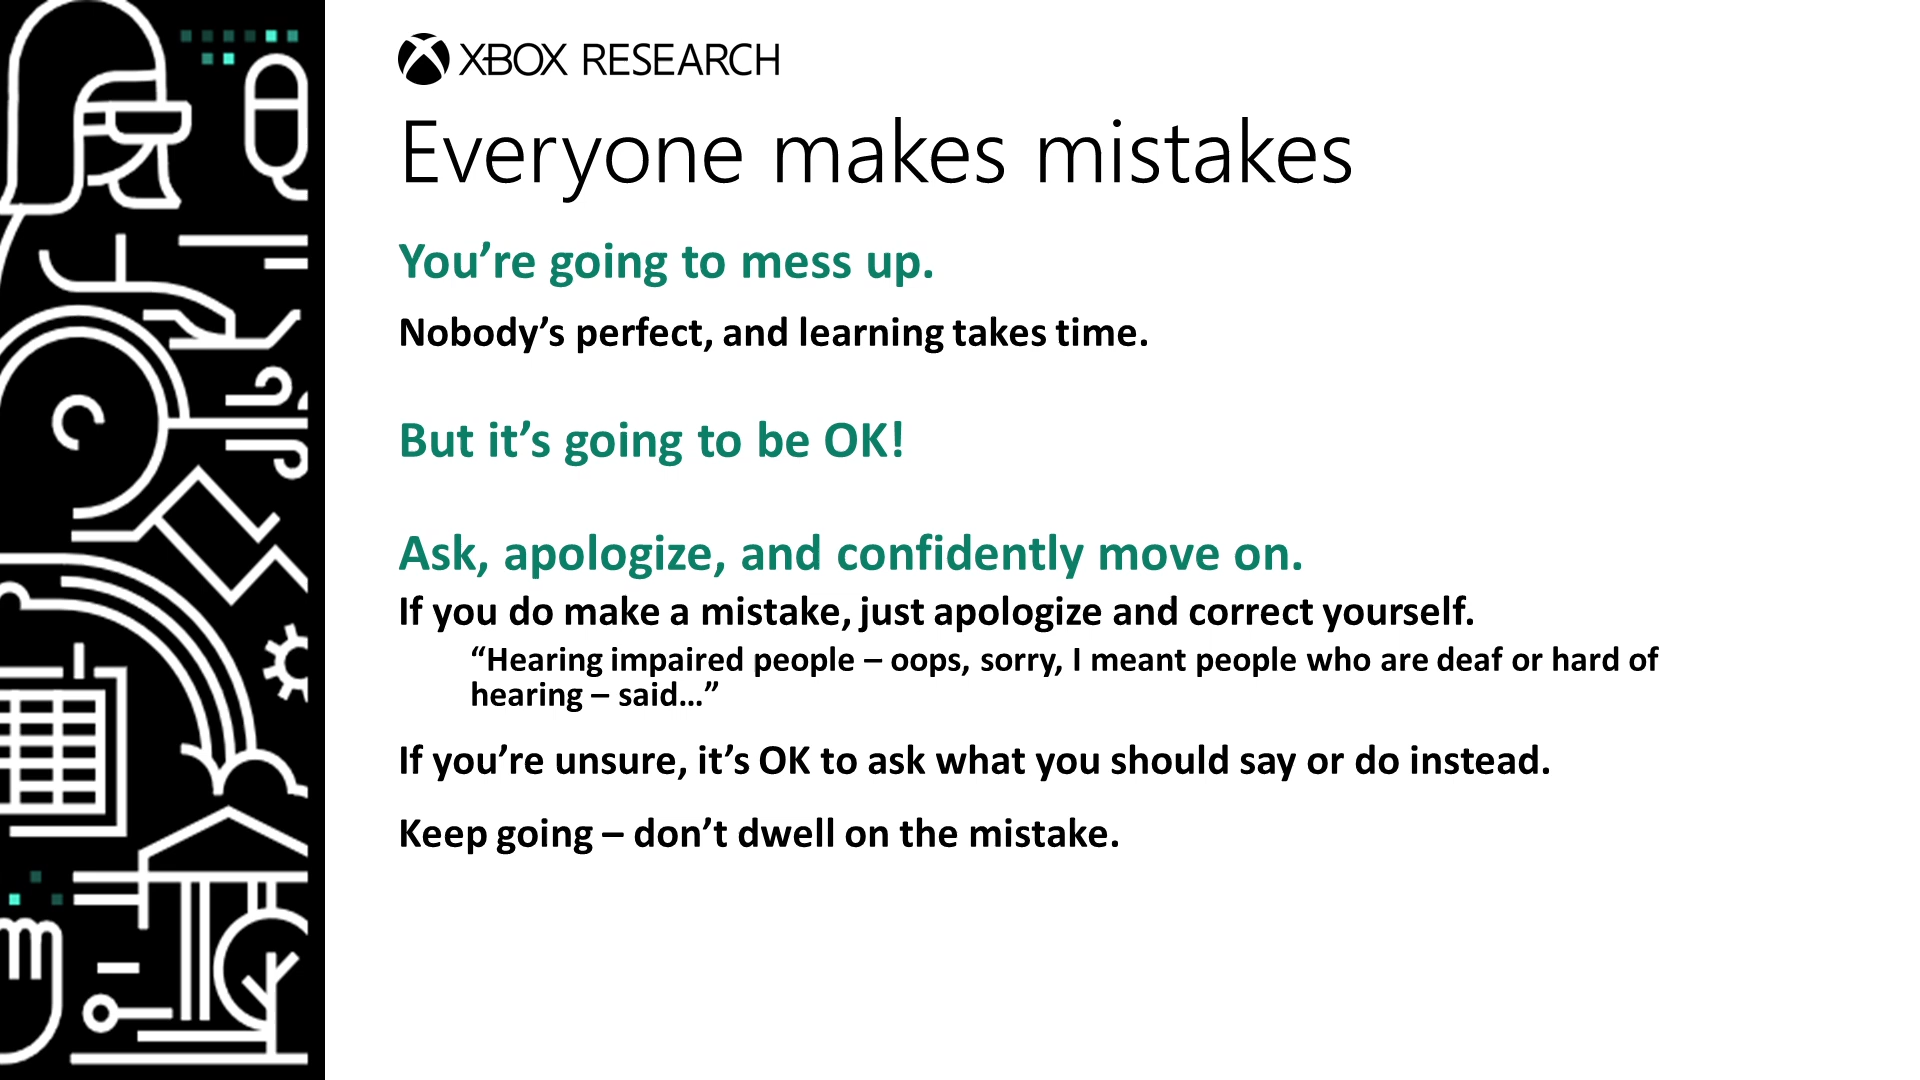 XBOX RESEARCH
Everyone makes mistakes
You’re going to mess up.
Nobody’s perfect, and learning takes time.
But it’s going to be OK!
Ask, apologize, and confidently move on.
If you do make a mistake, just apologize and correct yourself.
“Hearing impaired people – oops, sorry, I meant people who are deaf or hard of
hearing – said…”
If you’re unsure, it’s OK to ask what you should say or do instead.
Keep going – don’t dwell on the mistake.